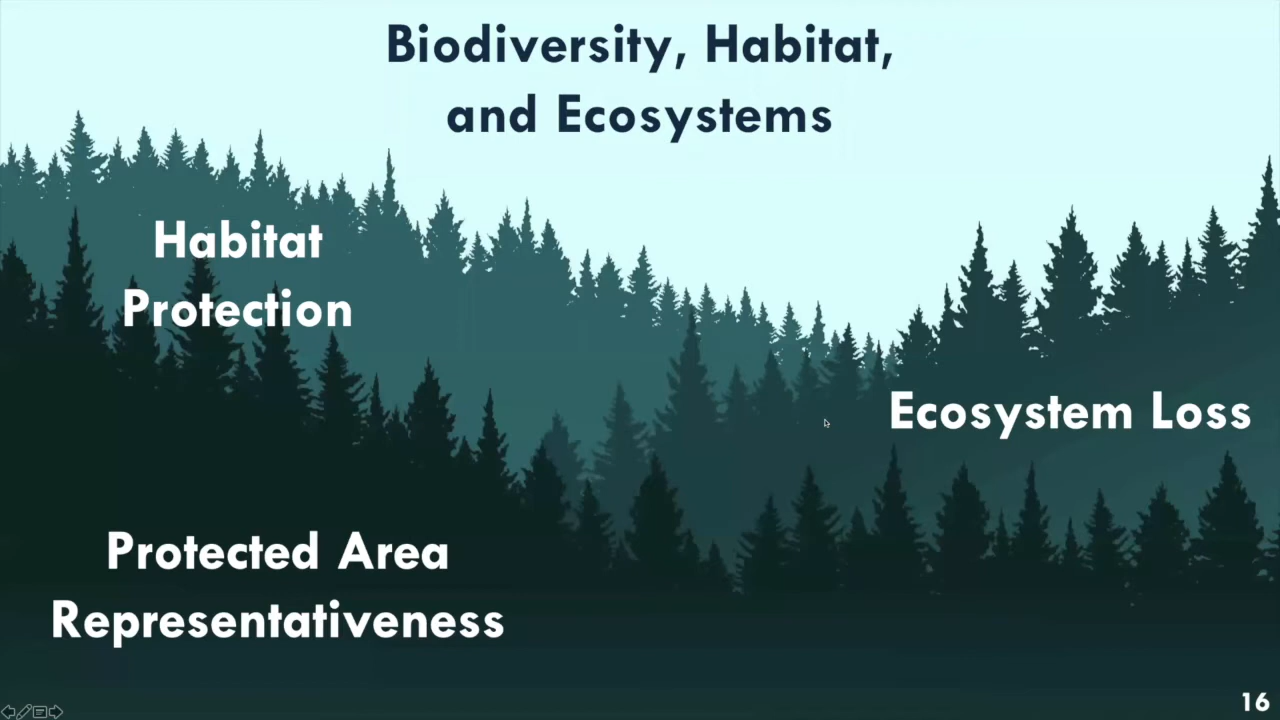 Biodiversity, Habitat,
and Ecosystems
Habitat
Protection
Ecosystem Loss
Protected Area
Representativeness
16